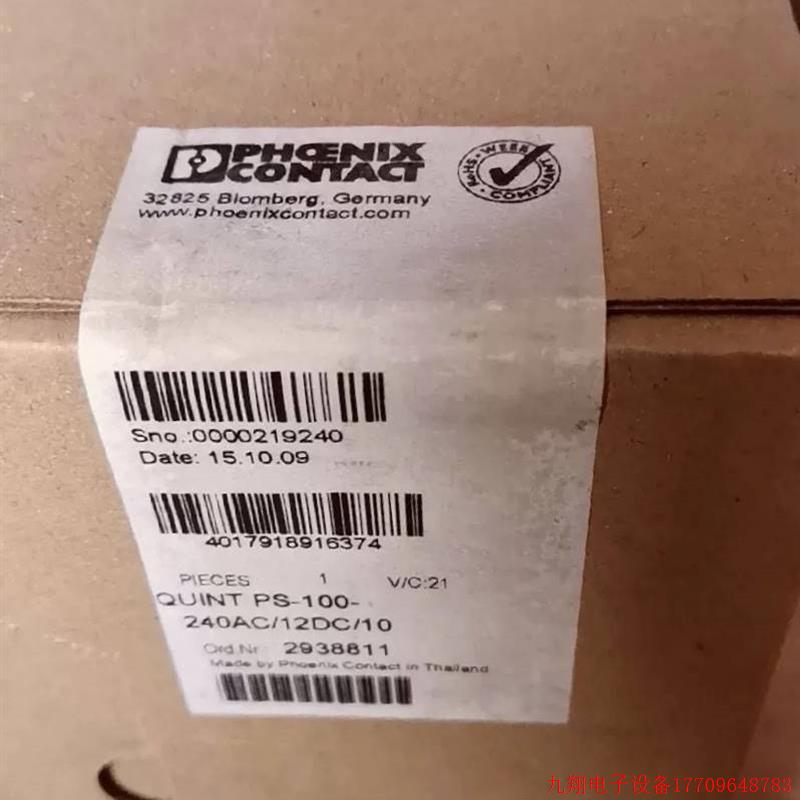 PHŒNIX
CONTACT
RoHS · WEEE
COMPLIANT
32825 Blomberg, Germany
www.phoenixcontact.com
Sno.:0000219240
Date: 15.10.09
4017918916374
PIECES 1 V/C:21
QUINT PS-100-
240AC/12DC/10
Ord.Nr.: 2938811
Made by Phoenix Contact in Thailand
九翔电子设备17709648783